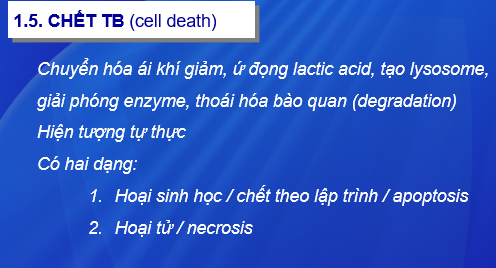 1.5. CHẾT TB (cell death)
Chuyển hóa ái khí giảm, ứ đọng lactic acid, tạo lysosome,
giải phóng enzyme, thoái hóa bào quan (degradation)
Hiện tượng tự thực
Có hai dạng:
1. Hoại sinh học / chết theo lập trình / apoptosis
2. Hoại tử / necrosis